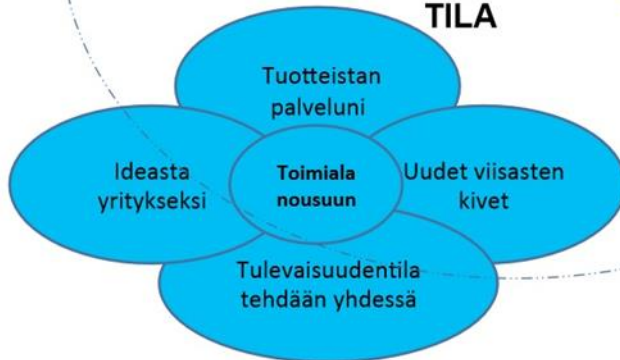 TILA
Tuotteistan
palveluni
Ideasta
yritykseksi
Toimiala
nousuun
Uudet viisasten
kivet
Tulevaisuudentila
tehdään yhdessä